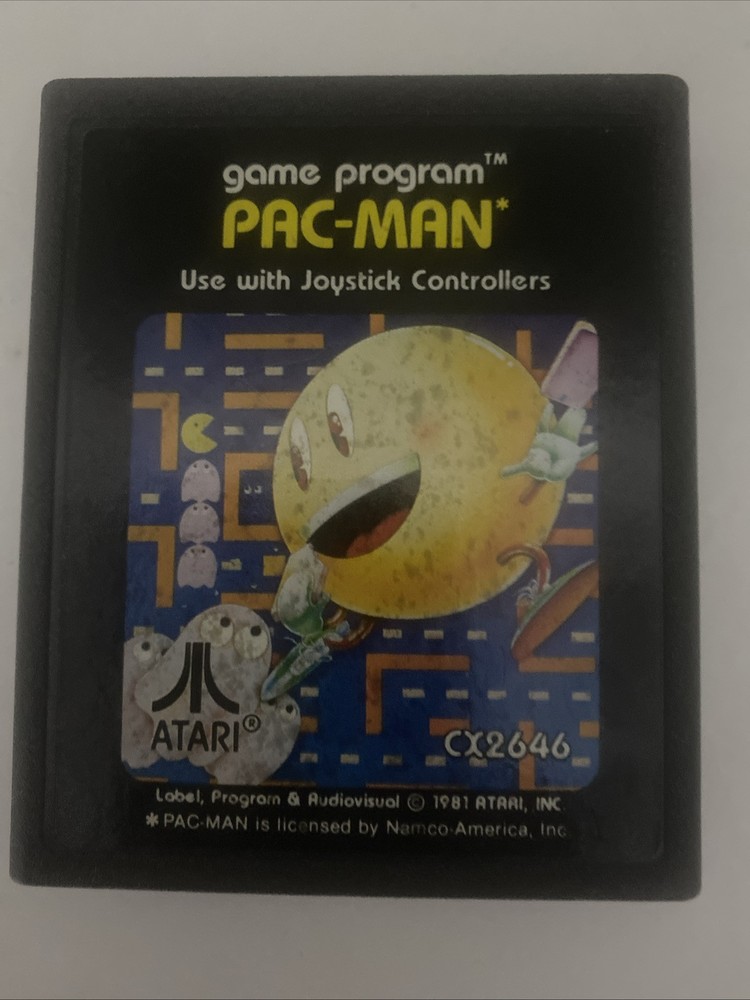 game program™
PAC-MAN*
Use with Joystick Controllers
ATARI®
CX2646
Label, Program & Audiovisual © 1981 ATARI, INC.
*PAC-MAN is licensed by Namco-America, Inc.